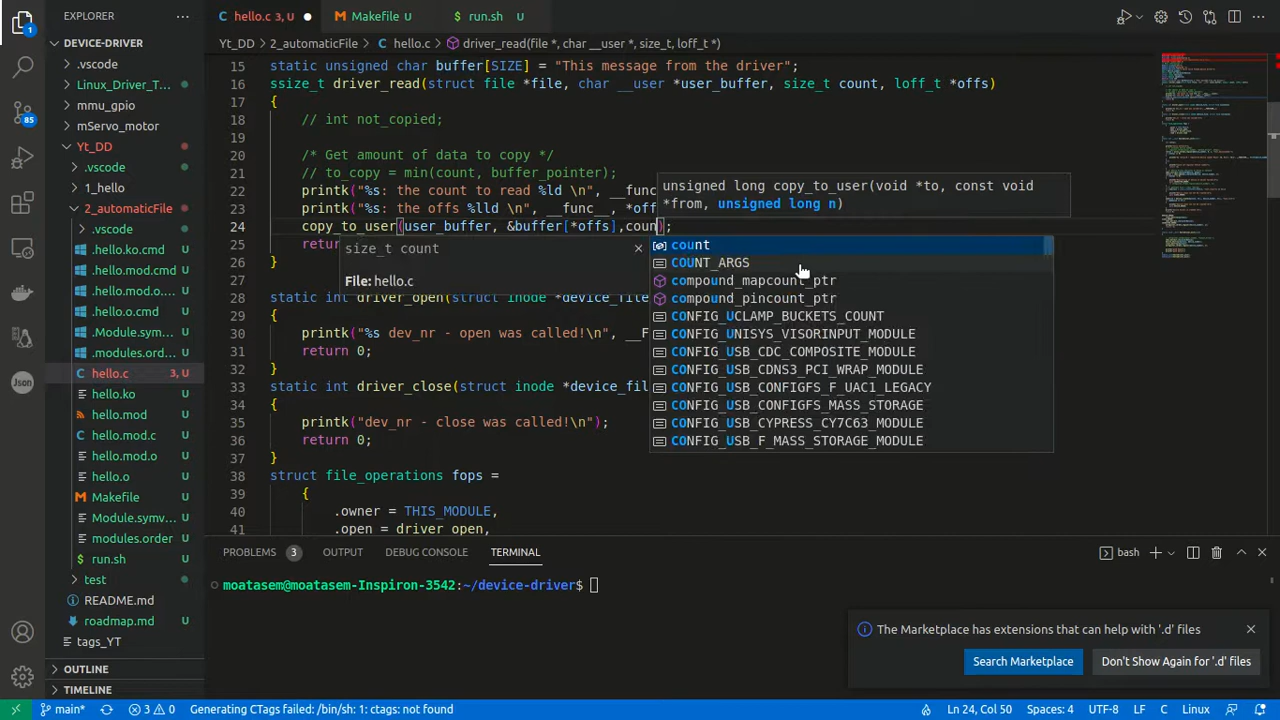 EXPLORER
hello.c 3, U
Makefile U
run.sh U
Yt_DD > 2_automaticFile > hello.c > driver_read(file *, char __user *, size_t, loff_t *)
DEVICE-DRIVER
.vscode
Linux_Driver_T...
mmu_gpio
mServo_motor
Yt_DD
.vscode
1_hello
2_automaticFile
.vscode
.hello.ko.cmd U
.hello.mod.cmd U
.hello.mod.o.... U
.hello.o.cmd U
.Module.symv... U
.modules.ord... U
hello.c 3, U
hello.ko U
hello.mod U
hello.mod.c U
hello.mod.o U
hello.o U
Makefile U
Module.symv... U
modules.order U
run.sh U
test
README.md
roadmap.md U
tags_YT
OUTLINE
TIMELINE
1
85
Json
15 static unsigned char buffer[SIZE] = "This message from the driver";
16 ssize_t driver_read(struct file *file, char __user *user_buffer, size_t count, loff_t *offs)
17 {
18 // int not_copied;
19
20 /* Get amount of data to copy */
21 // to_copy = min(count, buffer_pointer);
22 printk("%s: the count to ead %ld \n", __func
23 printk("%s: the offs %ld \n", __func__, *off
24 copy_to_user(user_buffer, &buffer[*offs],coun);
25 retu
26 }
27
28 static int driver_open(struct inode *device_file
29 {
30 printk("%s dev_nr - open was called!\n", __F
31 return 0;
32 }
33 static int driver_close(struct inode *device_fil
34 {
35 printk("dev_nr - close was called!\n");
36 return 0;
37 }
38 struct file_operations fops =
39 {
40 .owner = THIS_MODULE,
41 .open = driver_open,
unsigned long copy_to_user(void *to, const void
*from, unsigned long n)
size_t count
File: hello.c
count
COUNT_ARGS
compound_mapcount_ptr
compound_pincount_ptr
CONFIG_UCLAMP_BUCKETS_COUNT
CONFIG_UNISYS_VISORINPUT_MODULE
CONFIG_USB_CDC_COMPOSITE_MODULE
CONFIG_USB_CDNS3_PCI_WRAP_MODULE
CONFIG_USB_CONFIGFS_F_UAC1_LEGACY
CONFIG_USB_CONFIGFS_MASS_STORAGE
CONFIG_USB_CYPRESS_CY7C63_MODULE
CONFIG_USB_F_MASS_STORAGE_MODULE
PROBLEMS 3 OUTPUT DEBUG CONSOLE TERMINAL bash
moatasem@moatasem-Inspiron-3542:~/device-driver$
The Marketplace has extensions that can help with '.d' files
Search Marketplace
Don't Show Again for '.d' files
main* 3 0 Generating CTags failed: /bin/sh: 1: ctags: not found Ln 24, Col 50 Spaces: 4 UTF-8 LF C Linux